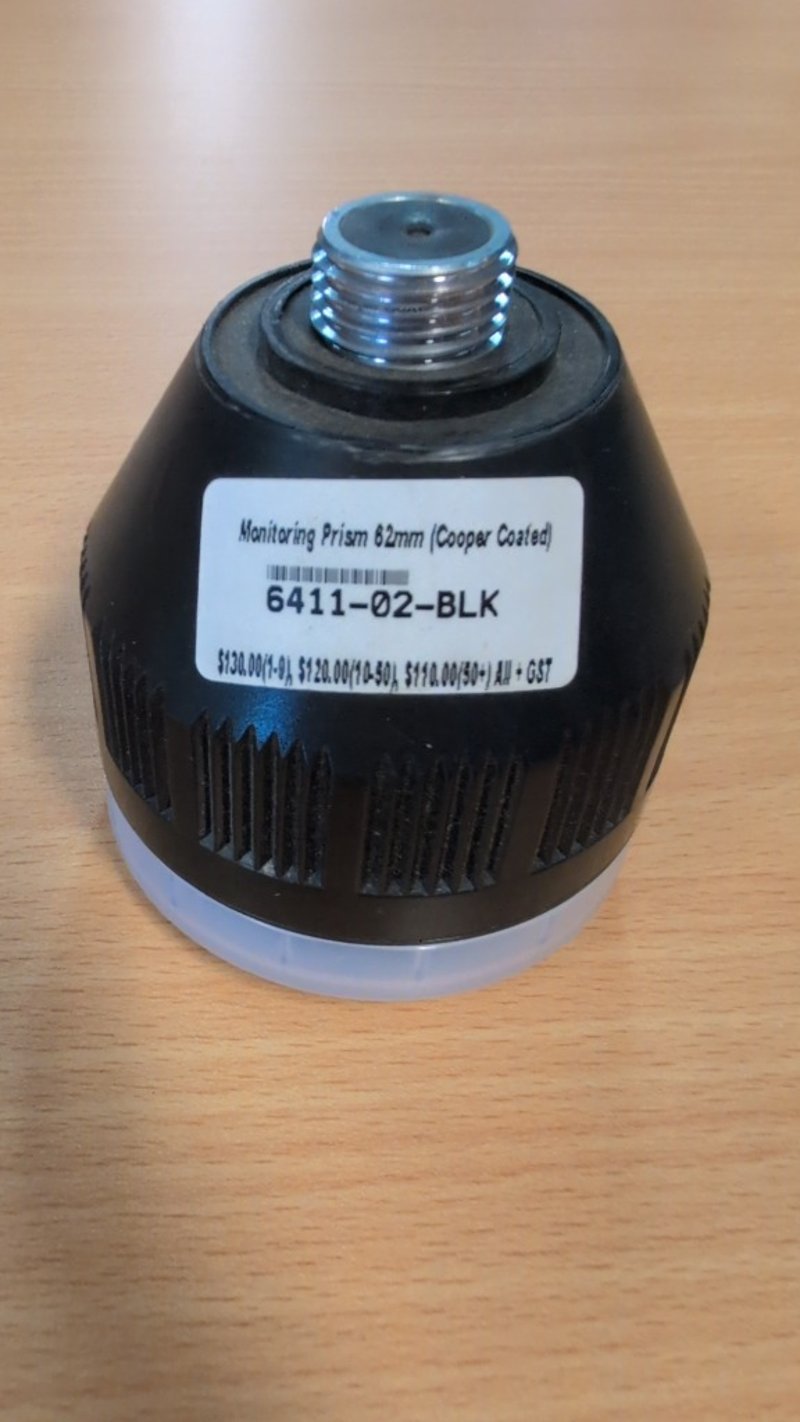 Monitoring Prism 62mm (Cooper Coated)
6411-02-BLK
$130.00(1-9), $120.00(10-50), $110.00(50+) All + GST